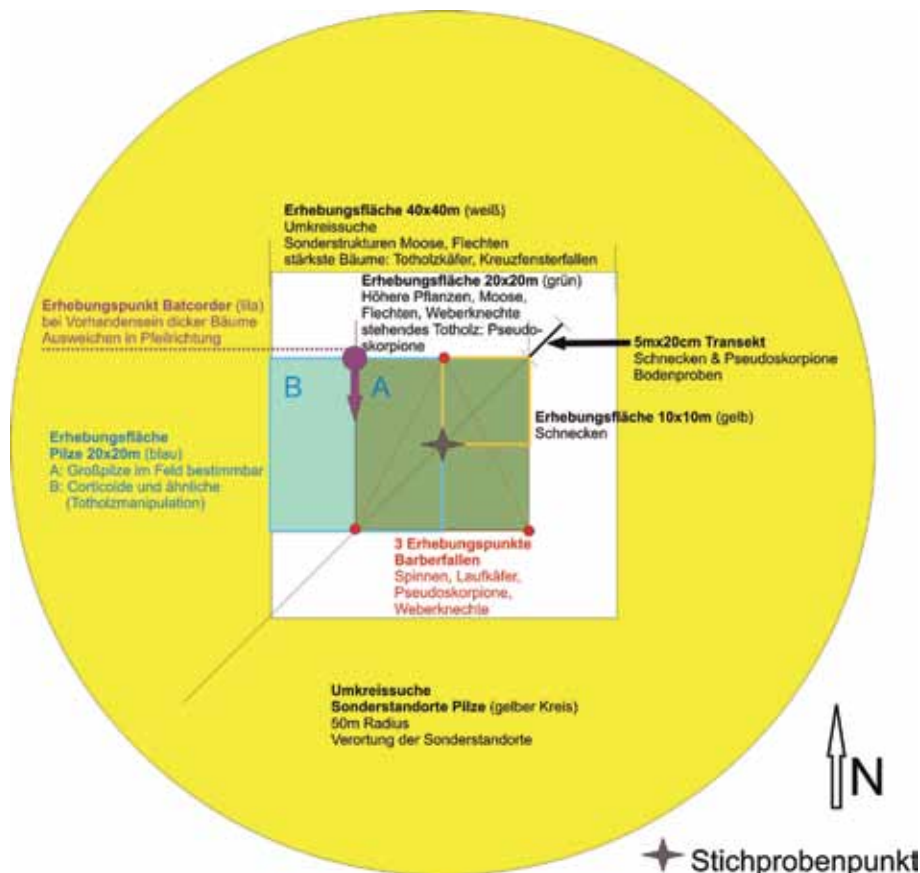 Erhebungsfläche 40x40m (weiß)
Umkreissuche
Sonderstrukturen Moose, Flechten
stärkste Bäume: Totholzkäfer, Kreuzfensterfallen
Erhebungsfläche 20x20m (grün)
Höhere Pflanzen, Moose,
Flechten, Weberknechte
stehendes Totholz: Pseudo-
skorpione
Erhebungspunkt Batcorder (lila)
bei Vorhandensein dicker Bäume
Ausweichen in Pfeilrichtung
5mx20cm Transekt
Schnecken & Pseudoskorpione
Bodenproben
B
A
Erhebungsfläche 10x10m (gelb)
Schnecken
Erhebungsfläche
Pilze 20x20m (blau)
A: Großpilze im Feld bestimmbar
B: Corticoide und ähnliche
(Totholzmanipulation)
3 Erhebungspunkte
Barberfallen
Spinnen, Laufkäfer,
Pseudoskorpione,
Weberknechte
Umkreissuche
Sonderstandorte Pilze (gelber Kreis)
50m Radius
Verortung der Sonderstandorte
N
Stichprobenpunkt